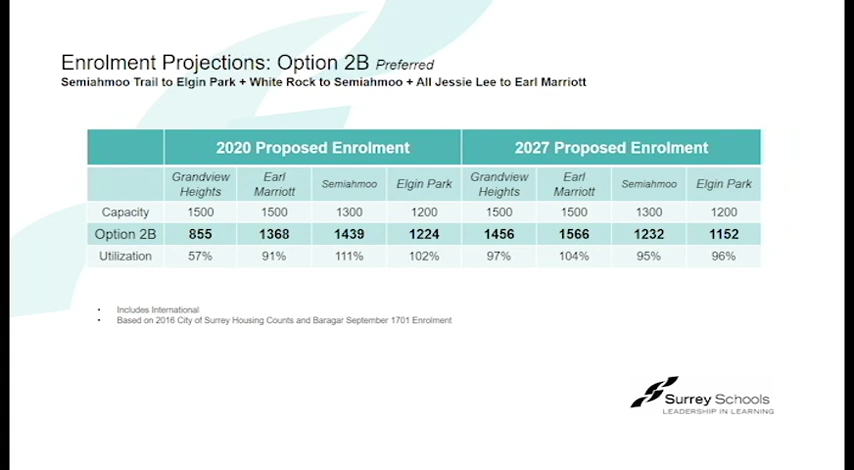 Enrolment Projections: Option 2B Preferred
Semiahmoo Trail to Elgin Park + White Rock to Semiahmoo + All Jessie Lee to Earl Marriott
2020 Proposed Enrolment 2027 Proposed Enrolment
Grandview Heights Earl Marriott Semiahmoo Elgin Park Grandview Heights Earl Marriott Semiahmoo Elgin Park
Capacity 1500 1500 1300 1200 1500 1500 1300 1200
Option 2B 855 1368 1439 1224 1456 1566 1232 1152
Utilization 57% 91% 111% 102% 97% 104% 95% 96%
• Includes International
• Based on 2016 City of Surrey Housing Counts and Baragar September 1701 Enrolment
Surrey Schools
LEADERSHIP IN LEARNING